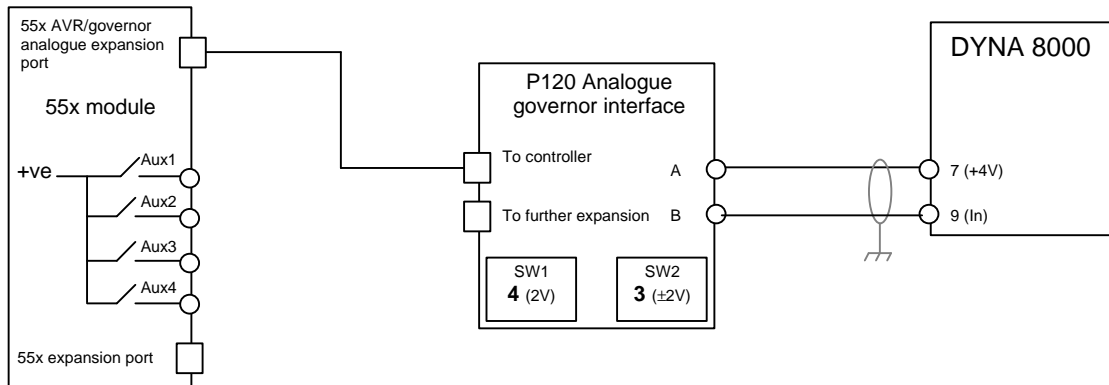 55x AVR/governor
analogue expansion
port
55x module
+ve
Aux1
Aux2
Aux3
Aux4
55x expansion port
P120 Analogue
governor interface
To controller
A
To further expansion
B
SW1
4 (2V)
SW2
3 (±2V)
DYNA 8000
7 (+4V)
9 (In)